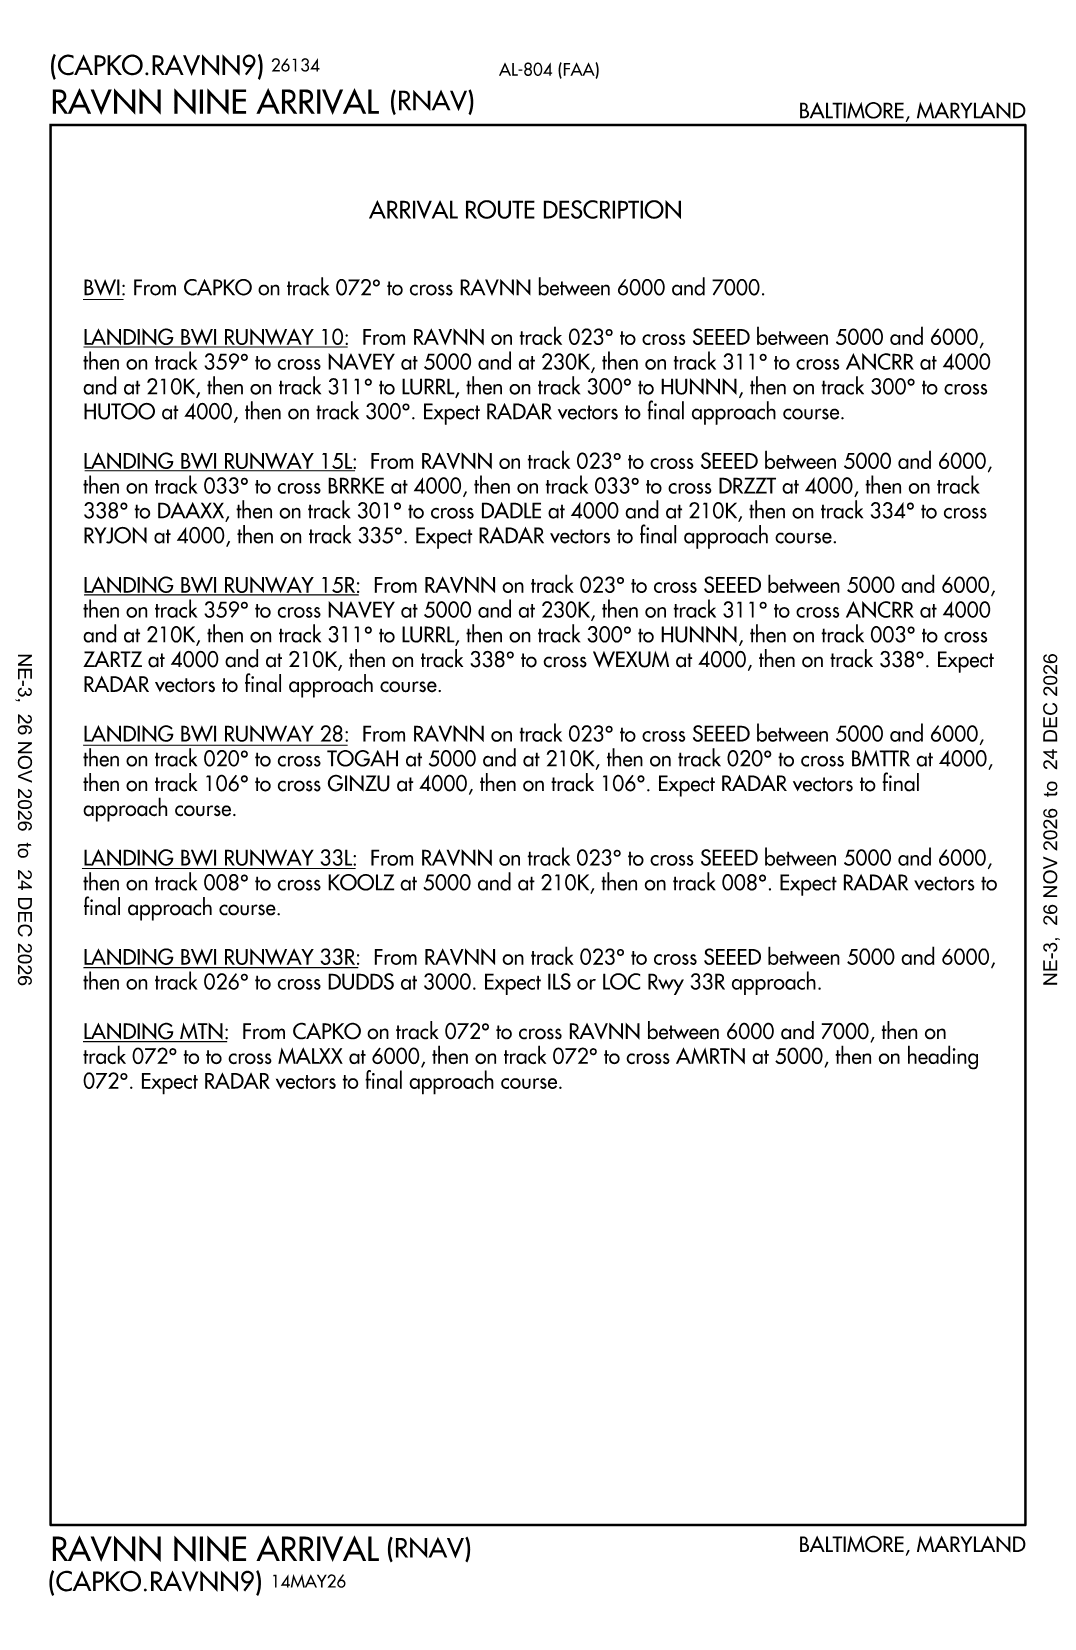 (CAPKO.RAVNN9) 26134
AL-804 (FAA)
RAVNN NINE ARRIVAL (RNAV)
BALTIMORE, MARYLAND
ARRIVAL ROUTE DESCRIPTION
BWI: From CAPKO on track 072° to cross RAVNN between 6000 and 7000.
LANDING BWI RUNWAY 10: From RAVNN on track 023° to cross SEEED between 5000 and 6000,
then on track 359° to cross NAVEY at 5000 and at 230K, then on track 311° to cross ANCRR at 4000
and at 210K, then on track 311° to LURRL, then on track 300° to HUNNN, then on track 300° to cross
HUTOO at 4000, then on track 300°. Expect RADAR vectors to final approach course.
LANDING BWI RUNWAY 15L: From RAVNN on track 023° to cross SEEED between 5000 and 6000,
then on track 033° to cross BRRKE at 4000, then on track 033° to cross DRZZT at 4000, then on track
338° to DAAXX, then on track 301° to cross DADLE at 4000 and at 210K, then on track 334° to cross
RYJON at 4000, then on track 335°. Expect RADAR vectors to final approach course.
LANDING BWI RUNWAY 15R: From RAVNN on track 023° to cross SEEED between 5000 and 6000,
then on track 359° to cross NAVEY at 5000 and at 230K, then on track 311° to cross ANCRR at 4000
and at 210K, then on track 311° to LURRL, then on track 300° to HUNNN, then on track 003° to cross
ZARTZ at 4000 and at 210K, then on track 338° to cross WEXUM at 4000, then on track 338°. Expect
RADAR vectors to final approach course.
LANDING BWI RUNWAY 28: From RAVNN on track 023° to cross SEEED between 5000 and 6000,
then on track 020° to cross TOGAH at 5000 and at 210K, then on track 020° to cross BMTTR at 4000,
then on track 106° to cross GINZU at 4000, then on track 106°. Expect RADAR vectors to final
approach course.
LANDING BWI RUNWAY 33L: From RAVNN on track 023° to cross SEEED between 5000 and 6000,
then on track 008° to cross KOOLZ at 5000 and at 210K, then on track 008°. Expect RADAR vectors to
final approach course.
LANDING BWI RUNWAY 33R: From RAVNN on track 023° to cross SEEED between 5000 and 6000,
then on track 026° to cross DUDDS at 3000. Expect ILS or LOC Rwy 33R approach.
LANDING MTN: From CAPKO on track 072° to cross RAVNN between 6000 and 7000, then on
track 072° to to cross MALXX at 6000, then on track 072° to cross AMRTN at 5000, then on heading
072°. Expect RADAR vectors to final approach course.
NE-3, 26 NOV 2026 to 24 DEC 2026
NE-3, 26 NOV 2026 to 24 DEC 2026
RAVNN NINE ARRIVAL (RNAV)
BALTIMORE, MARYLAND
(CAPKO.RAVNN9) 14MAY26